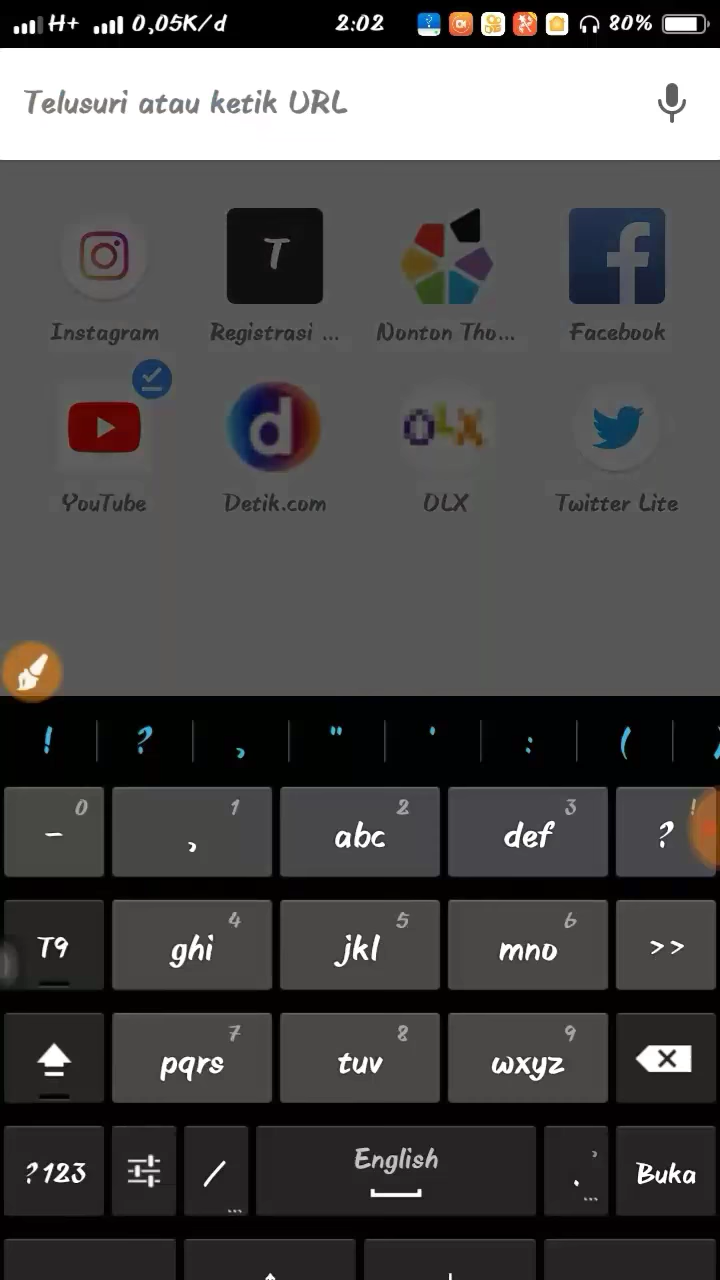 H+ 0,05K/d 2:02 80%
Telusuri atau ketik URL
T
Instagram Registrasi ... Nonton Tho... Facebook
d OLX
YouTube Detik.com OLX Twitter Lite
! ? , " ' : (
- 0 , 1 abc 2 def 3 ? !
T9 ghi 4 jkl 5 mno 6 >>
pqrs 7 tuv 8 wxyz 9
?123 / ... English . , ... Buka